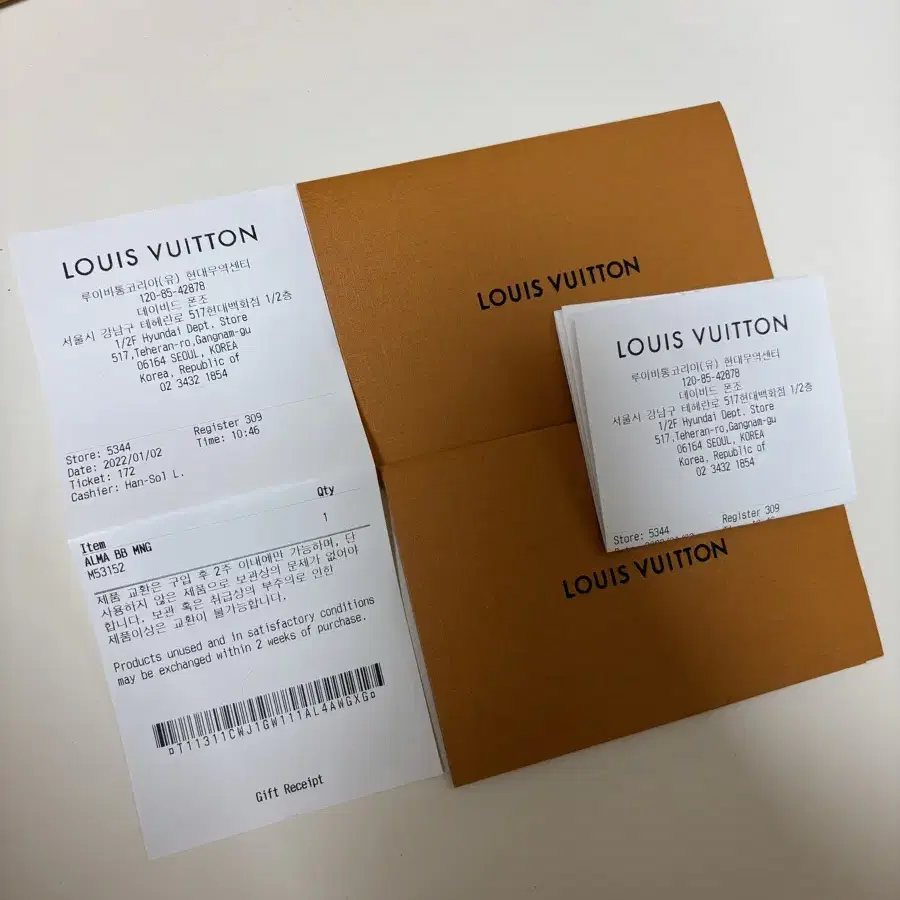 LOUIS VUITTON
루이비통코리아(유) 현대무역센터
120-85-42878
데이비드 폰조
서울시 강남구 테헤란로 517현대백화점 1/2층
1/2F Hyundai Dept. Store
517,Teheran-ro,Gangnam-gu
06164 SEOUL, KOREA
Korea, Republic of
02 3432 1854
Store: 5344 Register 309
Date: 2022/01/02 Time: 10:46
Ticket: 172
Cashier: Han-Sol L.
Item Qty
ALMA BB MNG 1
M53152
제품 교환은 구입 후 2주 이내에만 가능하며, 단
사용하지 않은 제품으로 보관상의 문제가 없어야
합니다. 보관 혹은 취급상의 부주의로 인한
제품이상은 교환이 불가능합니다.
Products unused and in satisfactory conditions
may be exchanged within 2 weeks of purchase.
¤T11311CWJ1GW111AL4AWGXG¤
Gift Receipt
LOUIS VUITTON
LOUIS VUITTON
루이비통코리아(유) 현대무역센터
120-85-42878
데이비드 폰조
서울시 강남구 테헤란로 517현대백화점 1/2층
1/2F Hyundai Dept. Store
517,Teheran-ro,Gangnam-gu
06164 SEOUL, KOREA
Korea, Republic of
02 3432 1854
Store: 5344 Register 309
LOUIS VUITTON